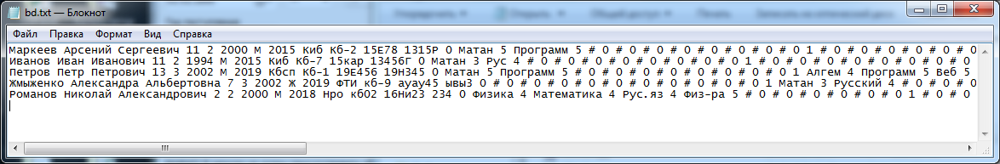 bd.txt — Блокнот
Файл Правка Формат Вид Справка
Маркеев Арсений Сергеевич 11 2 2000 М 2015 Киб Кб-2 15Е78 1315Р 0 Матан 5 Программ 5 # 0 # 0 # 0 # 0 # 0 # 0 # 0 # 0 1 # 0 # 0 # 0 # 0 # 0 # 0 # 0 # 0
Иванов Иван Иванович 11 2 1994 М 2015 Киб Кб-7 15кар 13456Г 0 Матан 3 Рус 4 # 0 # 0 # 0 # 0 # 0 # 0 # 0 # 0 1 # 0 # 0 # 0 # 0 # 0 # 0 # 0 # 0 # 0
Петров Петр Петрович 13 3 2002 М 2019 Кбсп Кб-1 19Е456 19Н345 0 Матан 5 Программ 5 # 0 # 0 # 0 # 0 # 0 # 0 # 0 # 0 1 Алгем 4 Программ 5 Веб 5
Жмыженко Александра Альбертовна 7 3 2002 Ж 2019 ФТИ кб-9 ауау45 ывы3 0 # 0 # 0 # 0 # 0 # 0 # 0 # 0 # 0 # 0 # 0 1 Матан 3 Русский 4 # 0 # 0 # 0
Романов Николай Александрович 2 2 2000 М 2018 Нро кб02 16Ни23 234 0 Физика 4 Математика 4 Рус.яз 4 Физ-ра 5 # 0 # 0 # 0 # 0 # 0 # 0 1 # 0 # 0